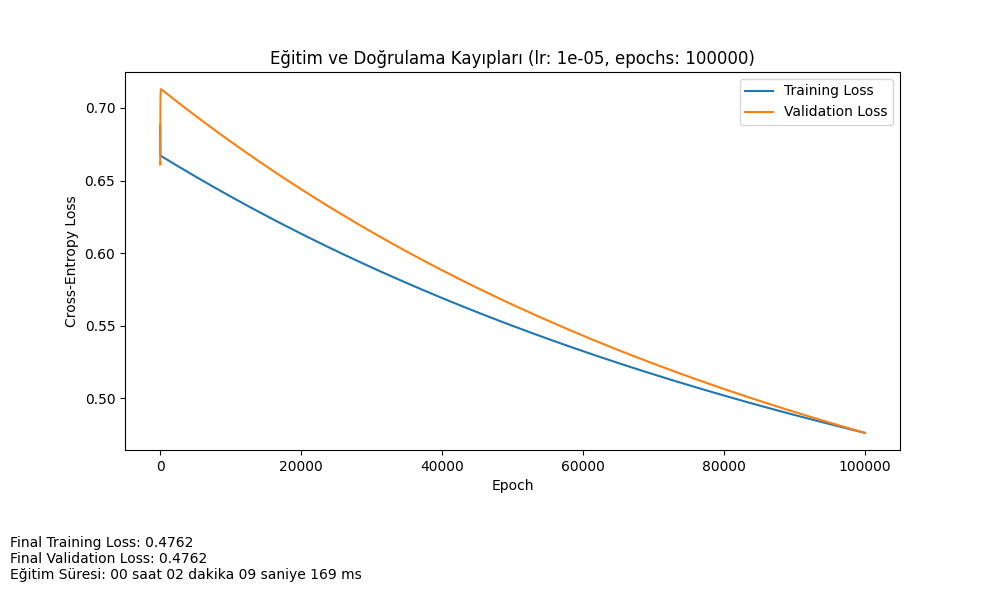 Eğitim ve Doğrulama Kayıpları (lr: 1e-05, epochs: 100000)
Training Loss
Validation Loss
Cross-Entropy Loss
0.70
0.65
0.60
0.55
0.50
0
20000
40000
60000
80000
100000
Epoch
Final Training Loss: 0.4762
Final Validation Loss: 0.4762
Eğitim Süresi: 00 saat 02 dakika 09 saniye 169 ms